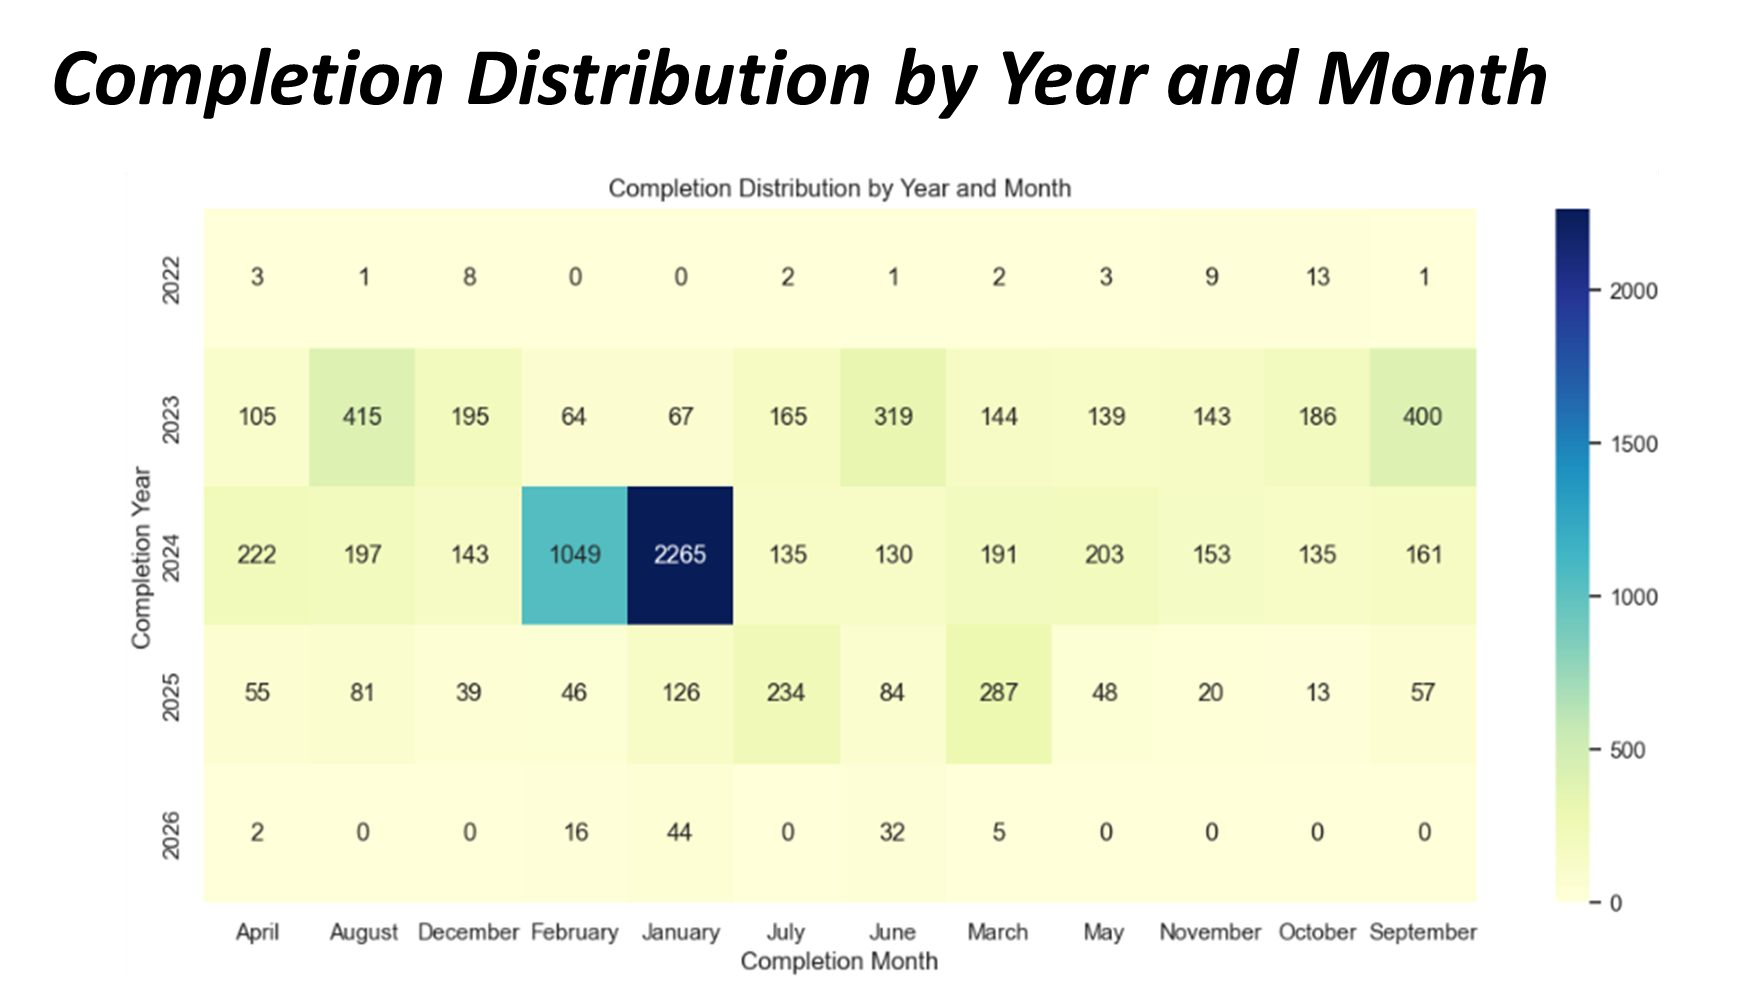 Completion Distribution by Year and Month
Completion Distribution by Year and Month
Completion Year
2022
3 1 8 0 0 2 1 2 3 9 13 1
2023
105 415 195 64 67 165 319 144 139 143 186 400
2024
222 197 143 1049 2265 135 130 191 203 153 135 161
2025
55 81 39 46 126 234 84 287 48 20 13 57
2026
2 0 0 16 44 0 32 5 0 0 0 0
April August December February January July June March May November October September
Completion Month
2000
1500
1000
500
0